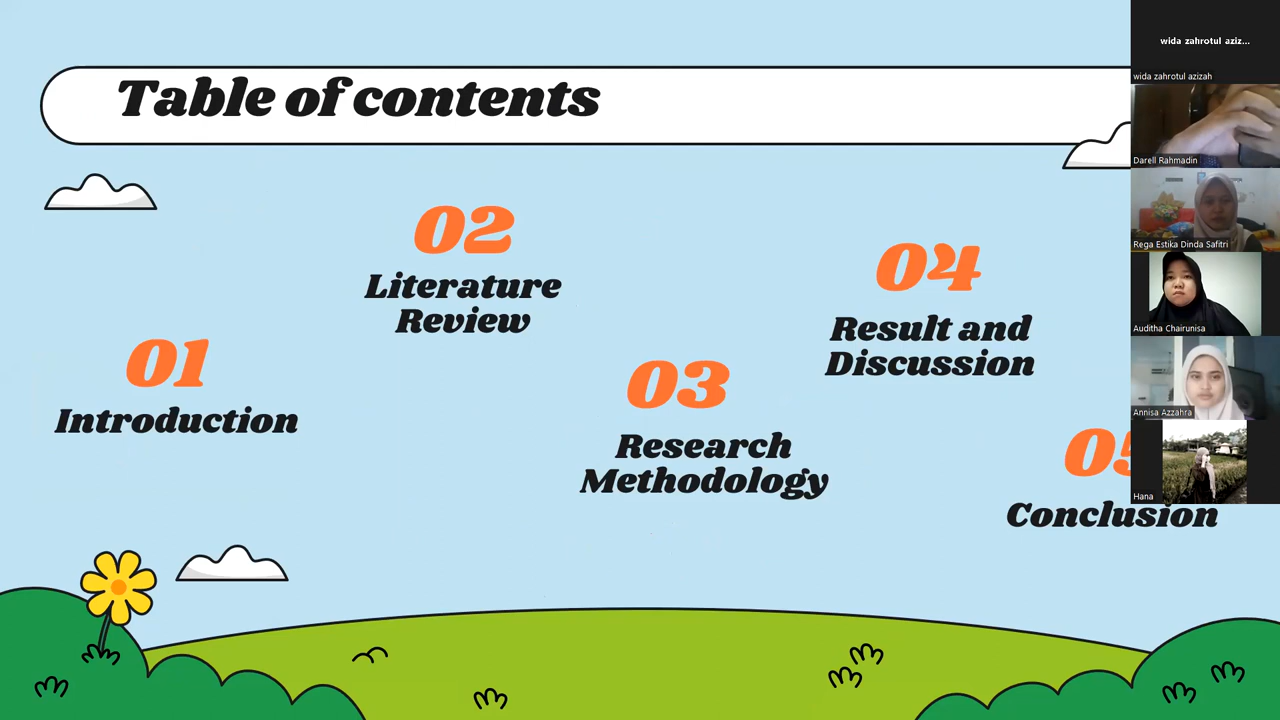 Table of contents
01
Introduction
02
Literature
Review
03
Research
Methodology
04
Result and
Discussion
05
Conclusion
wida zahrotul aziz...
wida zahrotul azizah
Darell Rahmadin
Rega Estika Dinda Safitri
Auditha Chairunisa
Annisa Azzahra
Hana